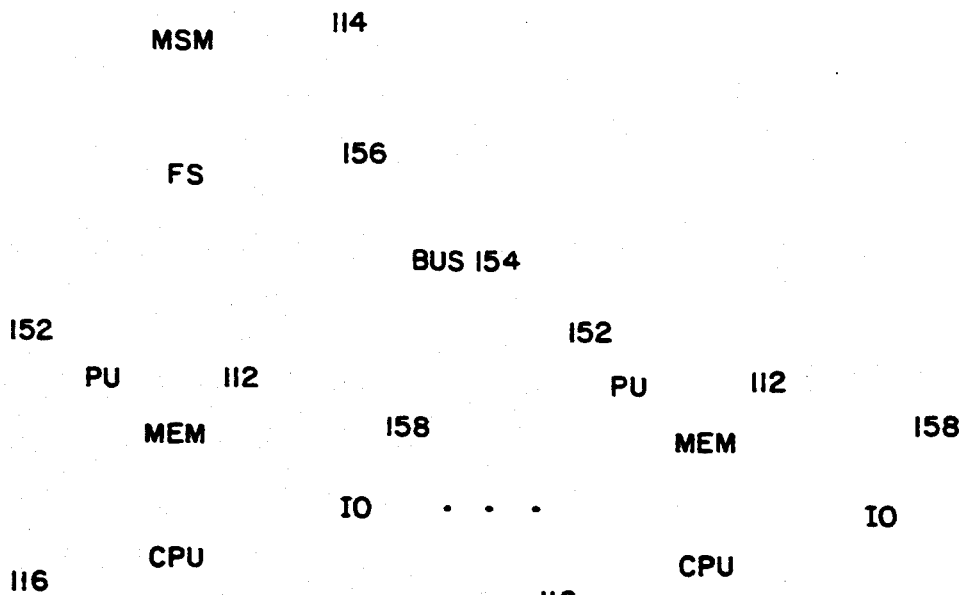 MSM 114
FS 156
BUS 154
152 152
PU 112 PU 112
MEM 158 MEM 158
IO . . . IO
CPU CPU
116